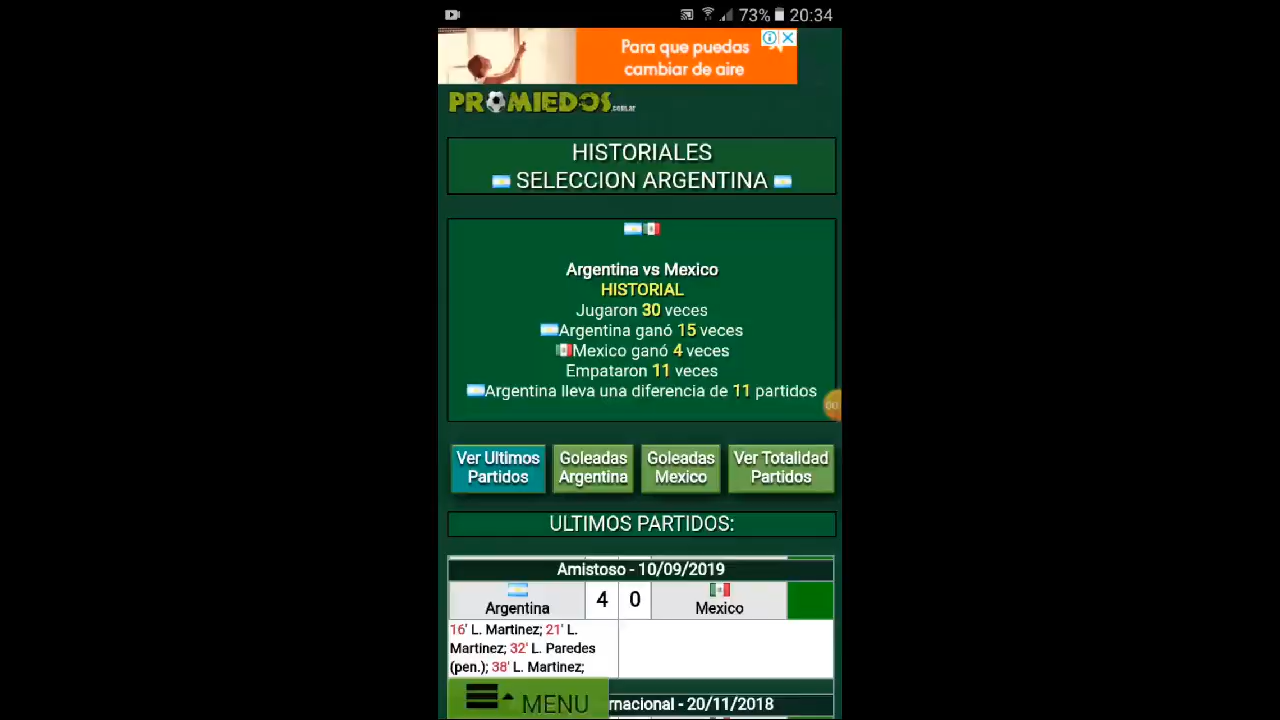 73% 20:34
Para que puedas
cambiar de aire
PROMIEDOS.com.ar
HISTORIALES
SELECCION ARGENTINA
Argentina vs Mexico
HISTORIAL
Jugaron 30 veces
Argentina ganó 15 veces
Mexico ganó 4 veces
Empataron 11 veces
Argentina lleva una diferencia de 11 partidos
Ver Ultimos Partidos
Goleadas Argentina
Goleadas Mexico
Ver Totalidad Partidos
ULTIMOS PARTIDOS:
Amistoso - 10/09/2019
Argentina 4 0 Mexico
16' L. Martinez; 21' L.
Martinez; 32' L. Paredes
(pen.); 38' L. Martinez;
MENU
rnacional - 20/11/2018